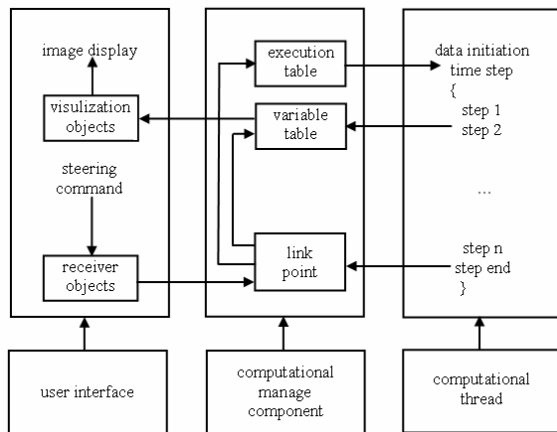 image display
visulization
objects
steering
command
receiver
objects
execution
table
variable
table
link
point
data initiation
time step
{
step 1
step 2
...
step n
step end
}
user interface
computational
manage
component
computational
thread